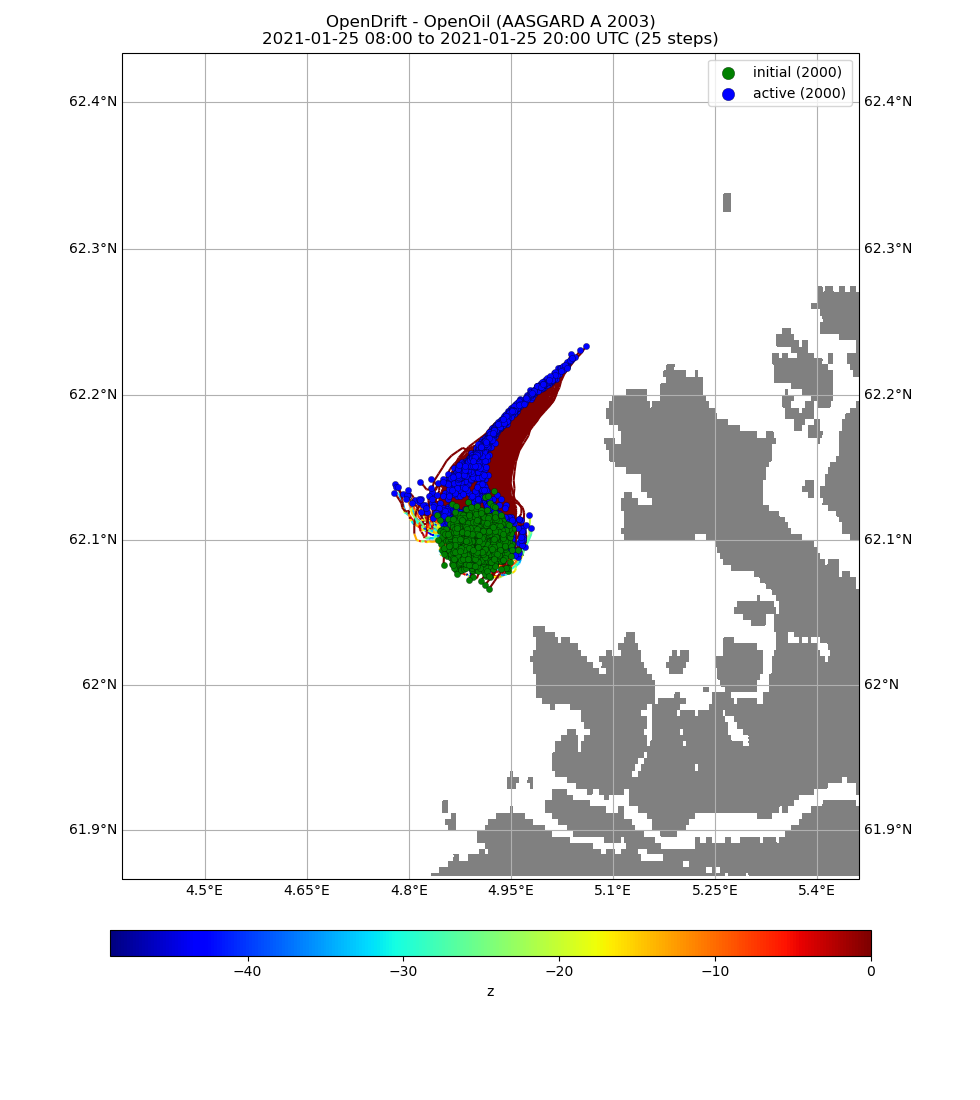 OpenDrift - OpenOil (AASGARD A 2003)
2021-01-25 08:00 to 2021-01-25 20:00 UTC (25 steps)
initial (2000)
active (2000)
62.4°N 62.4°N
62.3°N 62.3°N
62.2°N 62.2°N
62.1°N 62.1°N
62°N 62°N
61.9°N 61.9°N
4.5°E 4.65°E 4.8°E 4.95°E 5.1°E 5.25°E 5.4°E
−40 −30 −20 −10 0
z